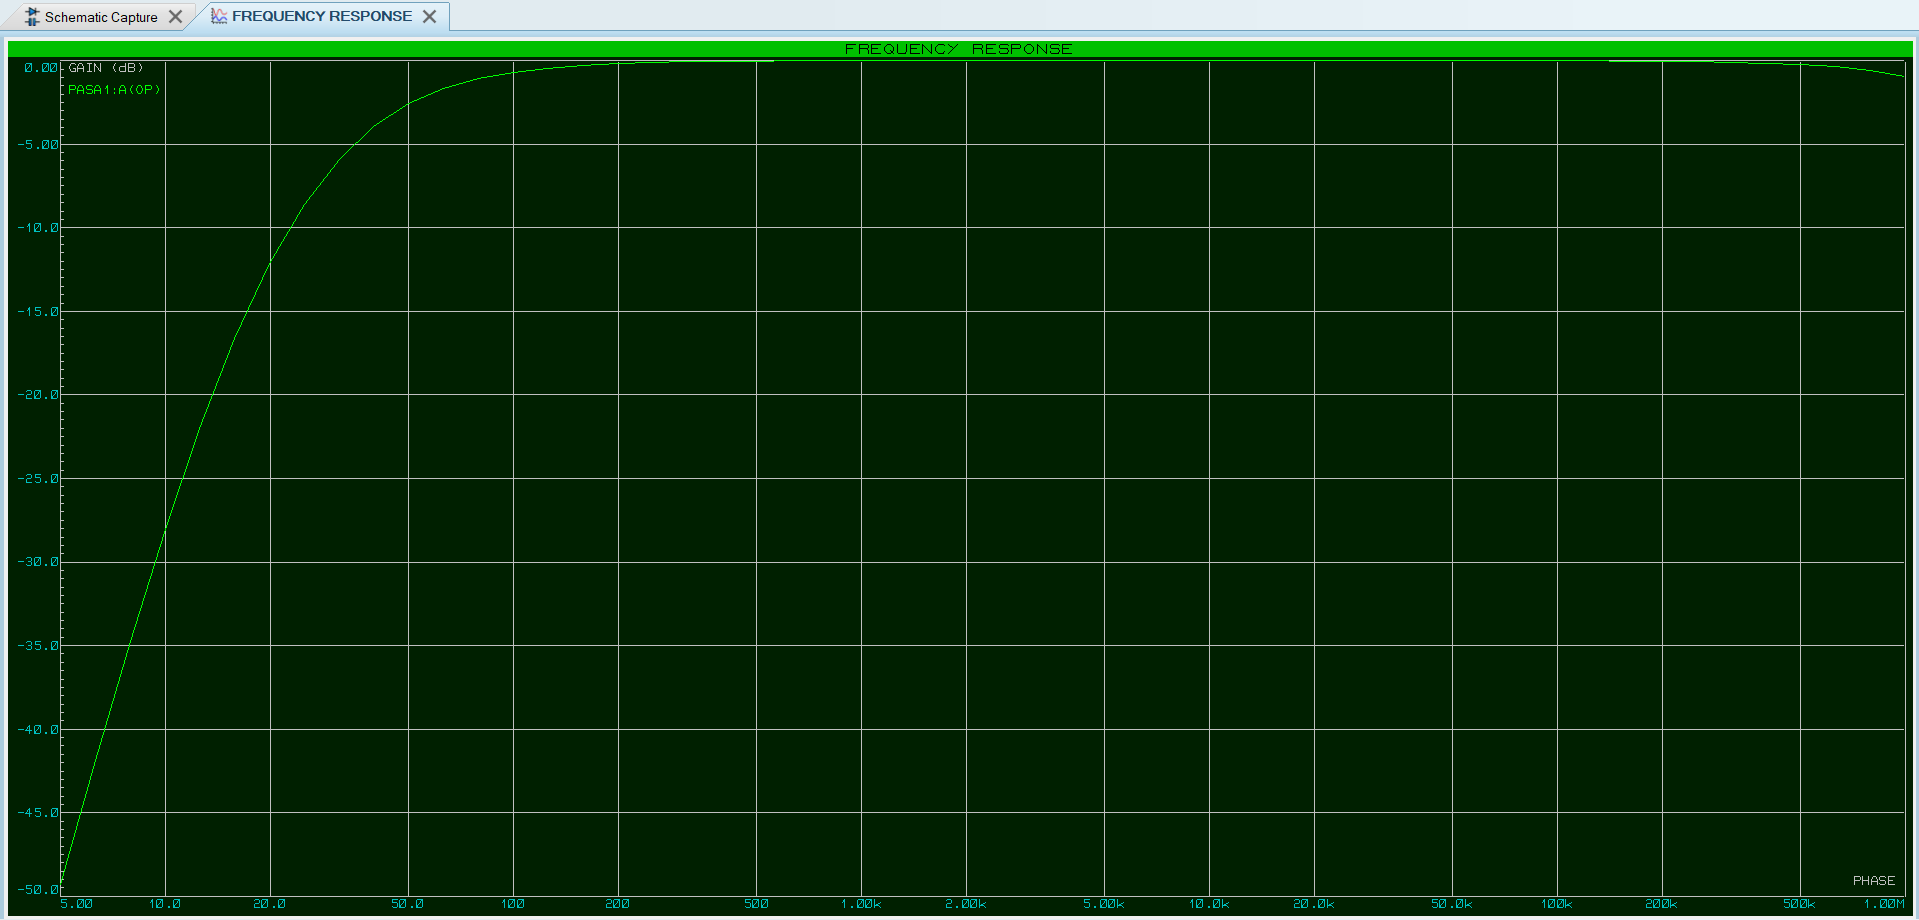 Schematic Capture
FREQUENCY RESPONSE
FREQUENCY RESPONSE
GAIN (dB)
PASA1:A(OP)
0.00
-5.00
-10.0
-15.0
-20.0
-25.0
-30.0
-35.0
-40.0
-45.0
-50.0
PHASE
5.00 10.0 20.0 50.0 100 200 500 1.00k 2.00k 5.00k 10.0k 20.0k 50.0k 100k 200k 500k 1.00M